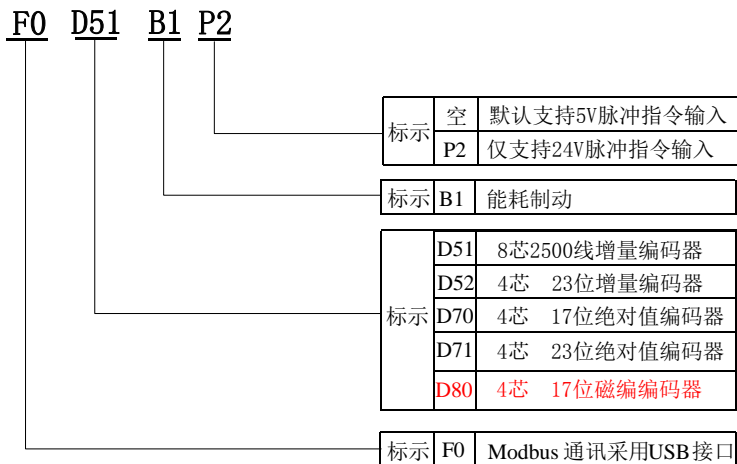 F0 D51 B1 P2
标示 空 默认支持5V脉冲指令输入
P2 仅支持24V脉冲指令输入
标示 B1 能耗制动
标示 D51 8芯2500线增量编码器
D52 4芯 23位增量编码器
D70 4芯 17位绝对值编码器
D71 4芯 23位绝对值编码器
D80 4芯 17位磁编编码器
标示 F0 Modbus 通讯采用USB接口